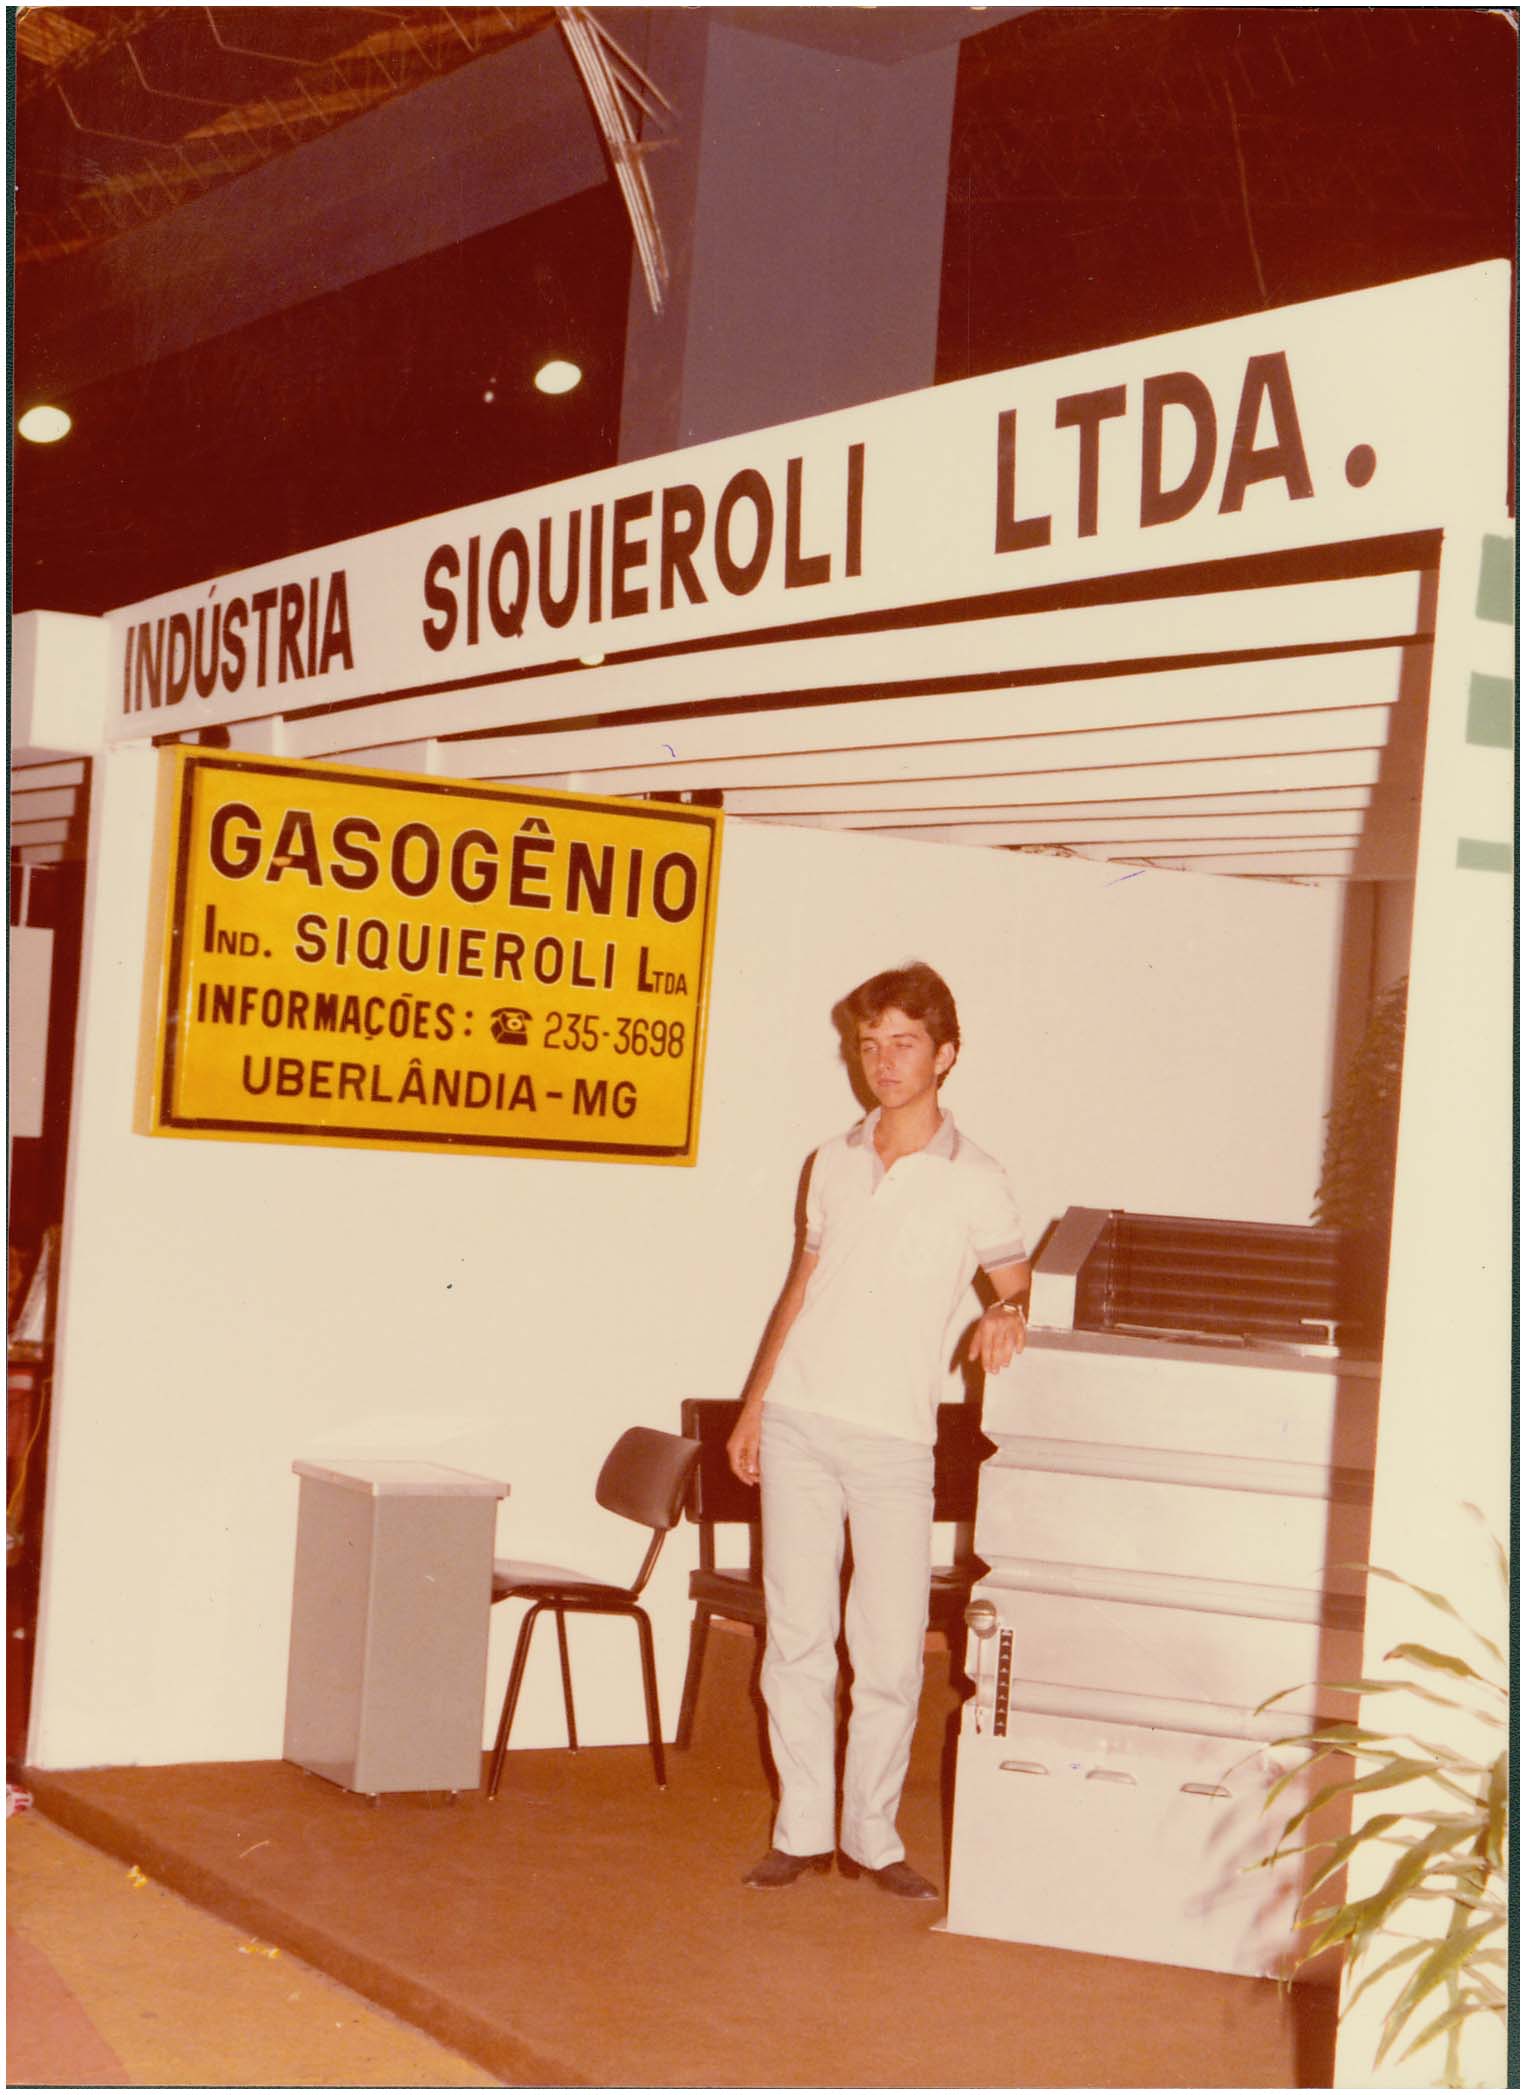 INDÚSTRIA SIQUIEROLI LTDA.
GASOGÊNIO
IND. SIQUIEROLI LTDA
INFORMAÇÕES: ☎ 235-3698
UBERLÂNDIA-MG